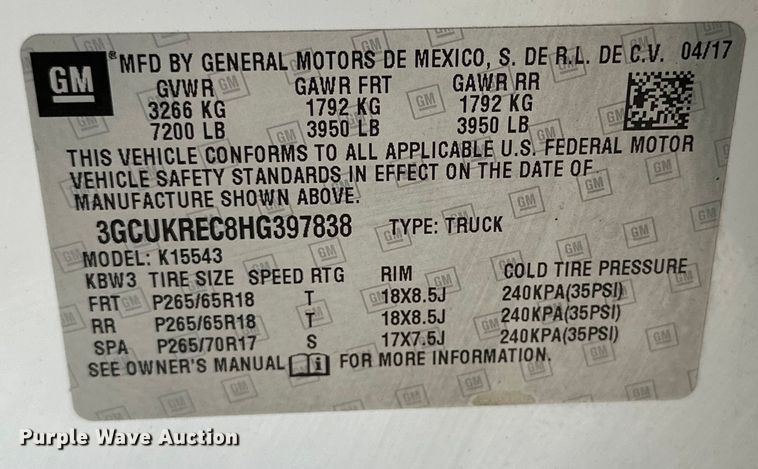 GM ® MFD BY GENERAL MOTORS DE MEXICO, S. DE R.L. DE C.V. 04/17
GVWR GAWR FRT GAWR RR
3266 KG 1792 KG 1792 KG
7200 LB 3950 LB 3950 LB
THIS VEHICLE CONFORMS TO ALL APPLICABLE U.S. FEDERAL MOTOR
VEHICLE SAFETY STANDARDS IN EFFECT ON THE DATE OF
MANUFACTURE SHOWN ABOVE.
3GCUKREC8HG397838 TYPE: TRUCK
MODEL: K15543
KBW3 TIRE SIZE SPEED RTG RIM COLD TIRE PRESSURE
FRT P265/65R18 T 18X8.5J 240KPA(35PSI)
RR P265/65R18 T 18X8.5J 240KPA(35PSI)
SPA P265/70R17 S 17X7.5J 240KPA(35PSI)
SEE OWNER'S MANUAL i FOR MORE INFORMATION.
Purple Wave Auction